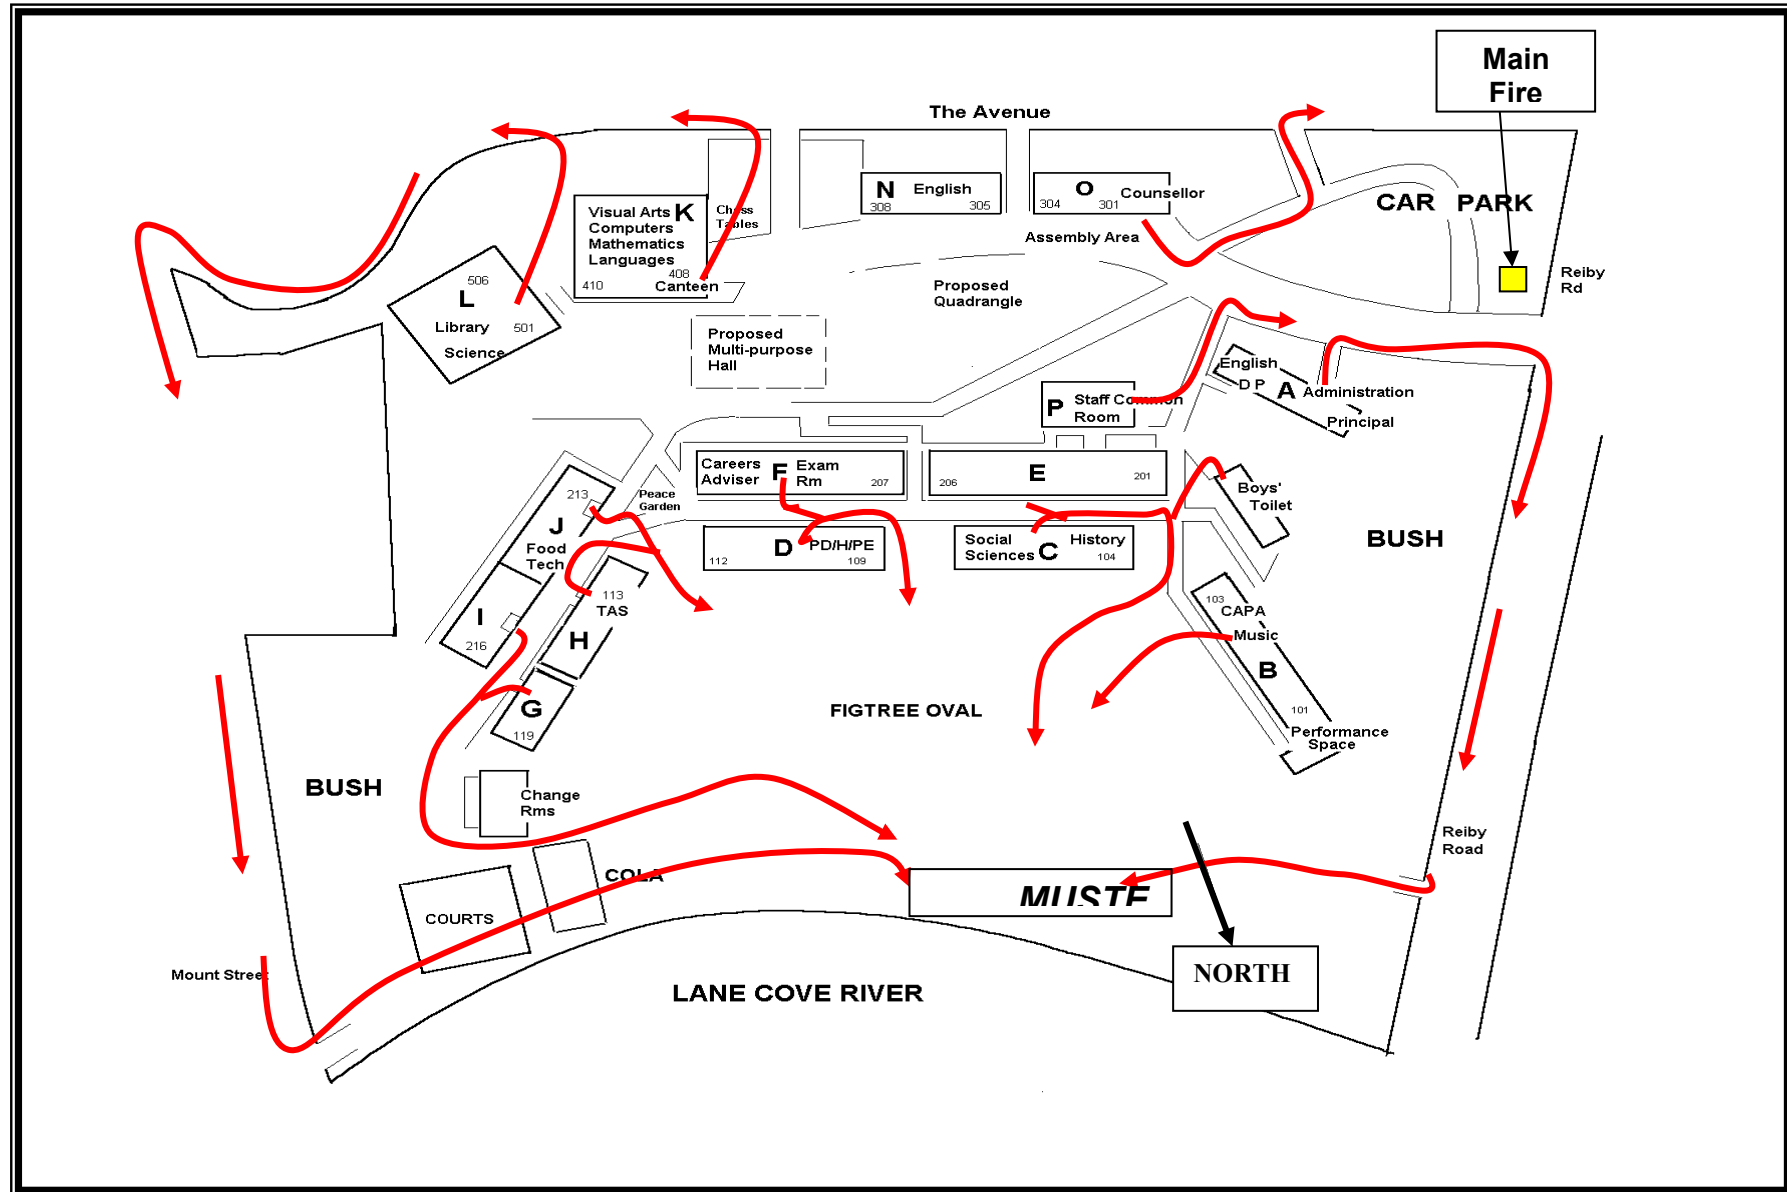 Main
Fire
The Avenue
N English
308 305
O Counsellor
304 301
CAR PARK
Visual Arts K
Computers
Mathematics
Languages
408
410 Canteen
Chess
Tables
Assembly Area
Reiby
Rd
506
L
Library 501
Science
Proposed
Quadrangle
Proposed
Multi-purpose
Hall
English
D P A Administration
Principal
P Staff Common
Room
Careers
Adviser F Exam
Rm 207
E
206 201
Boys'
Toilet
213
J
Food
Tech
Peace
Garden
D PD/H/PE
112 109
Social
Sciences C History
104
BUSH
I
216
113
TAS
H
103
CAPA
Music
B
101
Performance
Space
G
119
FIGTREE OVAL
BUSH
Change
Rms
Reiby
Road
COLA
COURTS
MUSTE
Mount Street
NORTH
LANE COVE RIVER